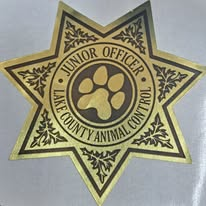 JUNIOR OFFICER
LAKE COUNTY ANIMAL CONTROL